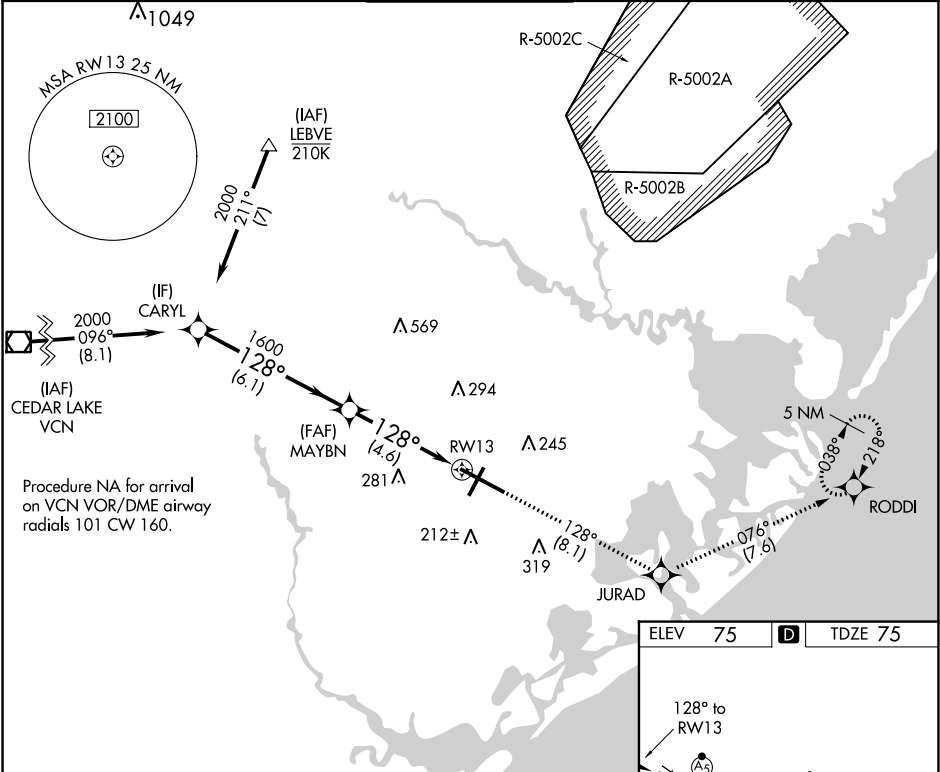 1049
MSA RW13 25 NM
2100
(IAF)
LEBVE
210K
2000
211°
(7)
R-5002C
R-5002A
R-5002B
(IF)
CARYL
2000
096°
(8.1)
(IAF)
CEDAR LAKE
VCN
1600
128°
(6.1)
569
294
(FAF)
MAYBN
128°
(4.6)
RW13
245
281
5 NM
038°
218°
RODDI
Procedure NA for arrival
on VCN VOR/DME airway
radials 101 CW 160.
212±
319
128°
(8.1)
076°
(7.6)
JURAD
ELEV 75 D TDZE 75
128° to
RW13
A5